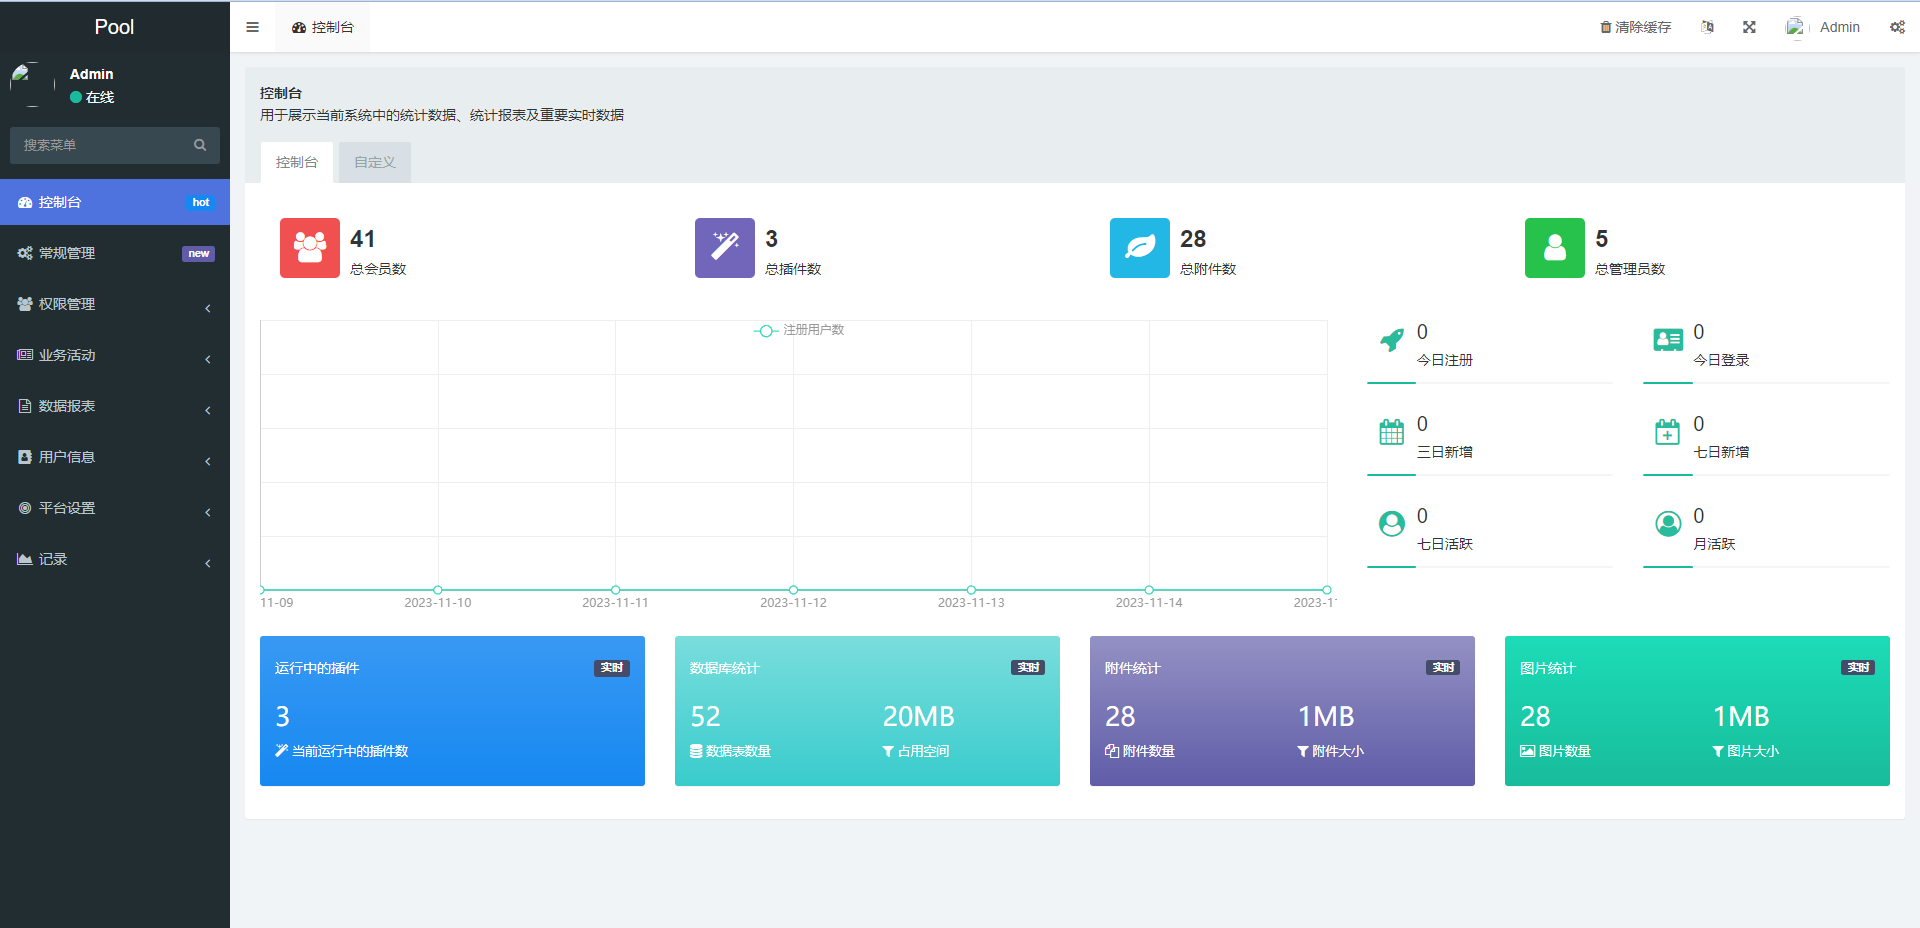 Pool
Admin
在线
搜索菜单
控制台 hot
常规管理 new
权限管理
业务活动
数据报表
用户信息
平台设置
记录
控制台
清除缓存
Admin
控制台
用于展示当前系统中的统计数据、统计报表及重要实时数据
控制台 自定义
41
总会员数
3
总插件数
28
总附件数
5
总管理员数
注册用户数
11-09 2023-11-10 2023-11-11 2023-11-12 2023-11-13 2023-11-14 2023-1
0
今日注册
0
今日登录
0
三日新增
0
七日新增
0
七日活跃
0
月活跃
运行中的插件 实时
3
当前运行中的插件数
数据库统计 实时
52 20MB
数据表数量 占用空间
附件统计 实时
28 1MB
附件数量 附件大小
图片统计 实时
28 1MB
图片数量 图片大小